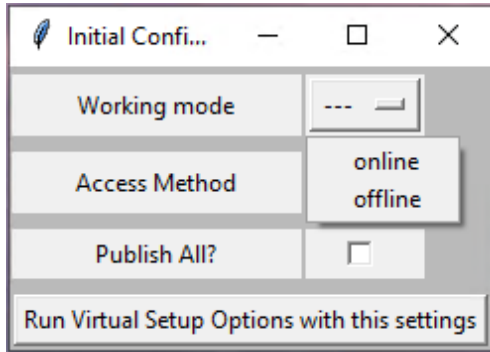 Initial Confi...
Working mode
---
online
offline
Access Method
Publish All?
Run Virtual Setup Options with this settings